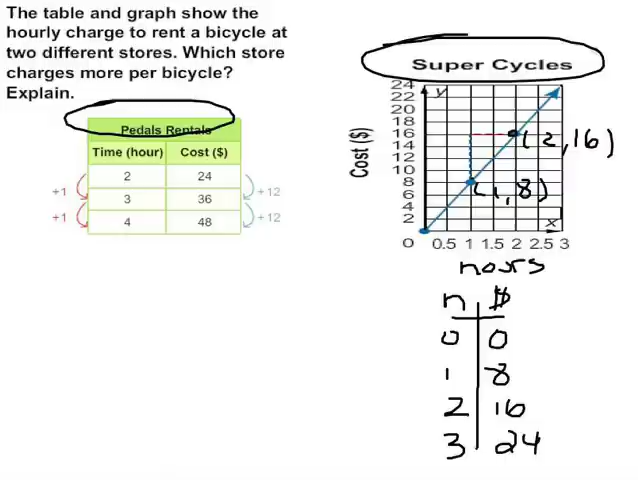 The table and graph show the
hourly charge to rent a bicycle at
two different stores. Which store
charges more per bicycle?
Explain.
Pedals Rentals
Time (hour) Cost ($)
2 24
3 36
4 48
+1 +12
+1 +12
Super Cycles
Cost ($)
24
22
20
18
16
14
12
10
8
6
4
2
0 0.5 1 1.5 2 2.5 3
y
x
(2,16)
(1,8)
hours
h $
0 0
1 8
2 16
3 24